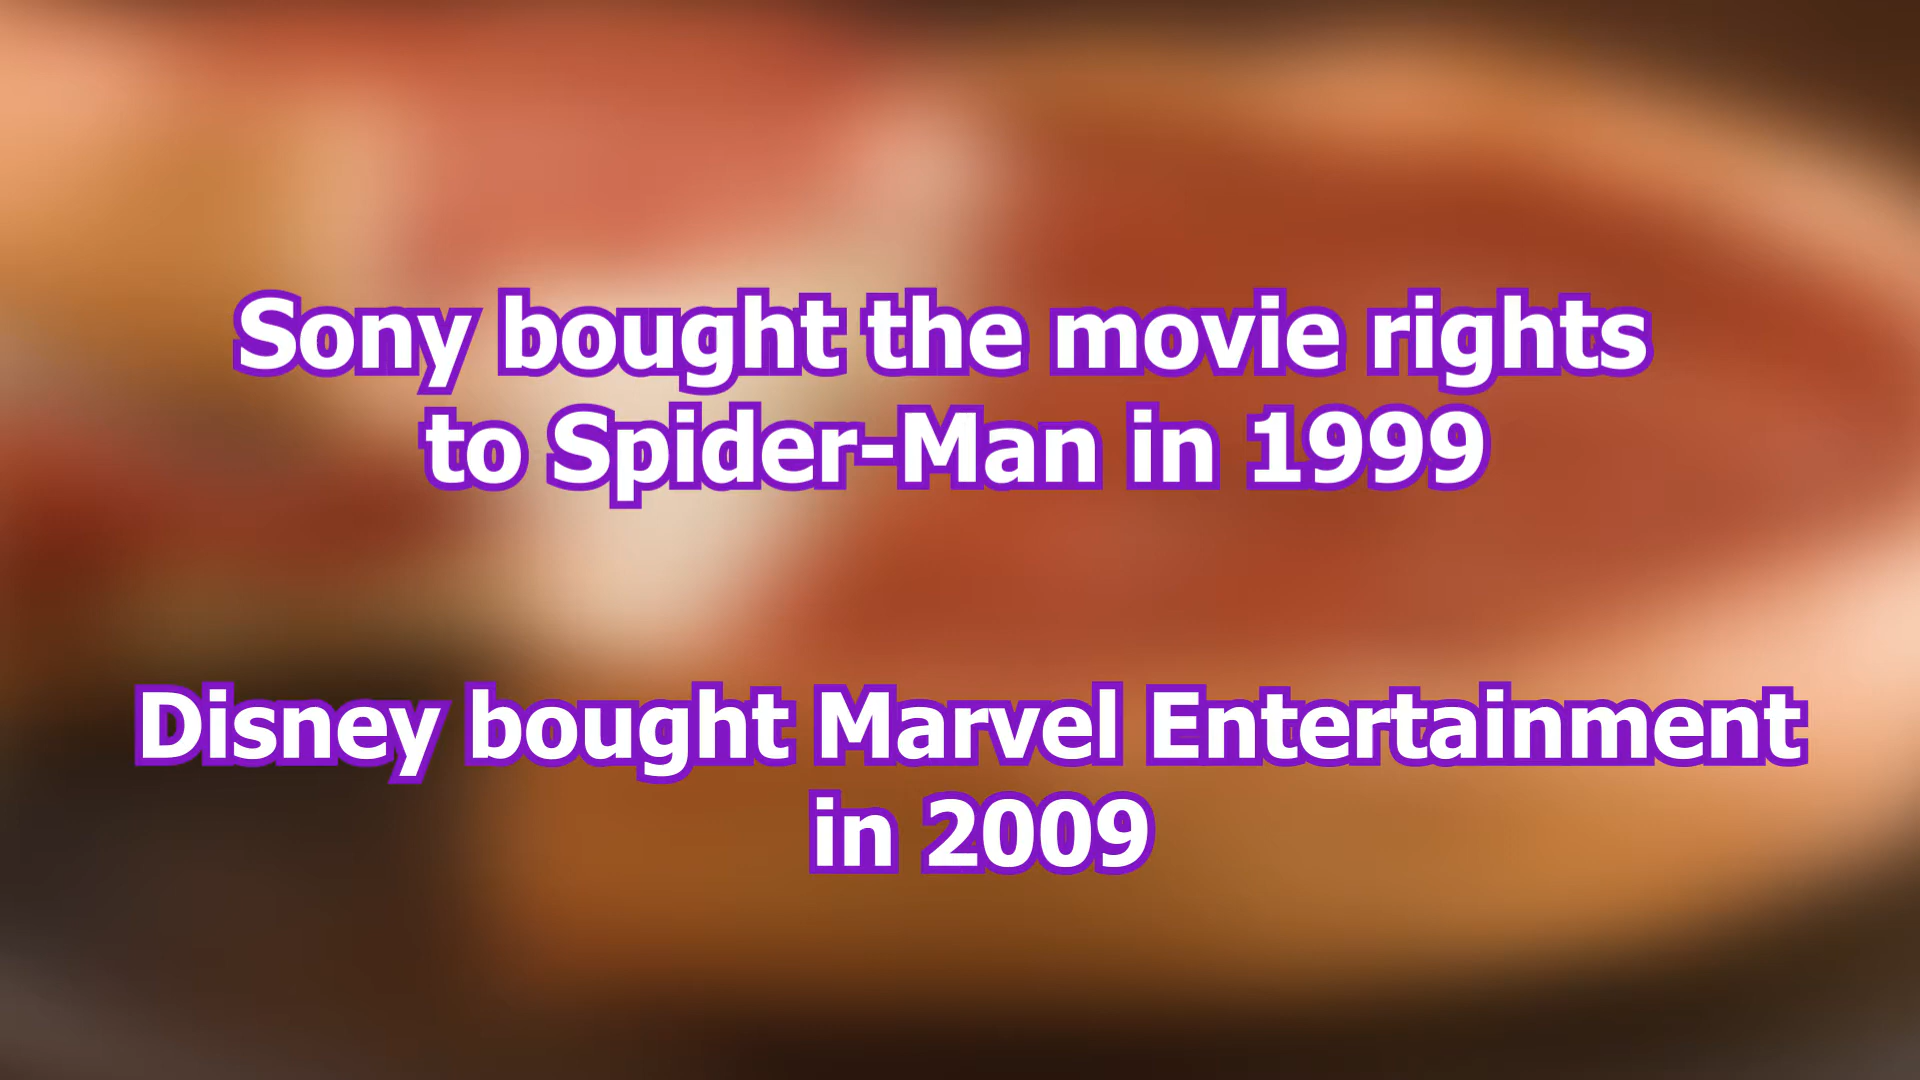 Sony bought the movie rights
to Spider-Man in 1999
Disney bought Marvel Entertainment
in 2009